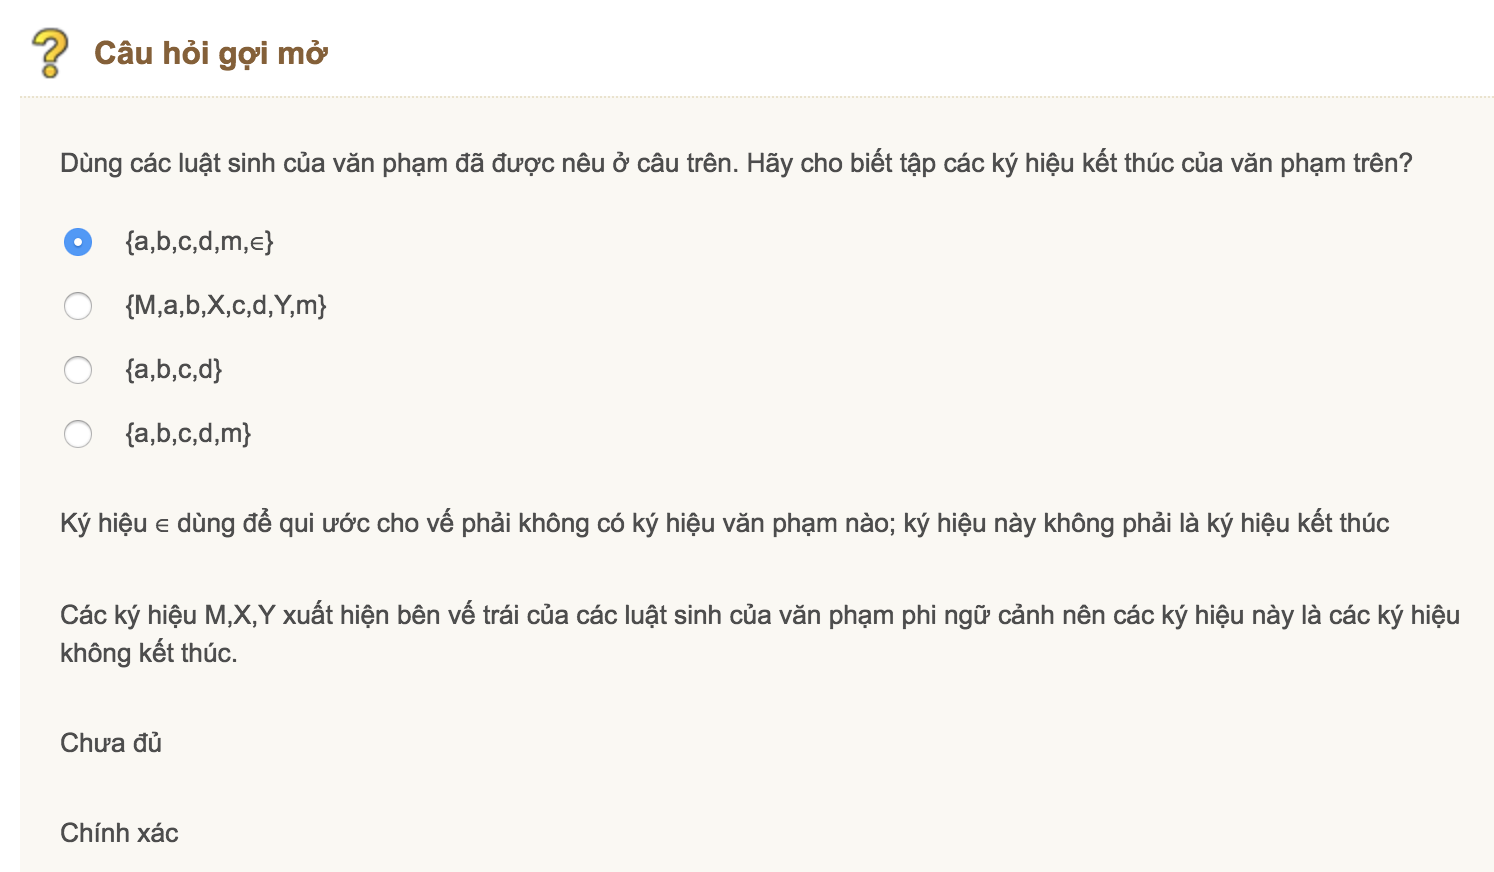 Câu hỏi gợi mở
Dùng các luật sinh của văn phạm đã được nêu ở câu trên. Hãy cho biết tập các ký hiệu kết thúc của văn phạm trên?
{a,b,c,d,m,∈}
{M,a,b,X,c,d,Y,m}
{a,b,c,d}
{a,b,c,d,m}
Ký hiệu ∈ dùng để qui ước cho vế phải không có ký hiệu văn phạm nào; ký hiệu này không phải là ký hiệu kết thúc
Các ký hiệu M,X,Y xuất hiện bên vế trái của các luật sinh của văn phạm phi ngữ cảnh nên các ký hiệu này là các ký hiệu
không kết thúc.
Chưa đủ
Chính xác